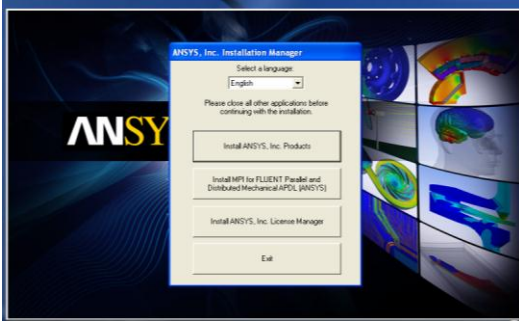 ANSYS, Inc. Installation Manager
Select a language:
English
Please close all other applications before
continuing with the installation.
ANSY
Install ANSYS, Inc. Products
Install MPI for FLUENT Parallel and
Distributed Mechanical APDL (ANSYS)
Install ANSYS, Inc. License Manager
Exit